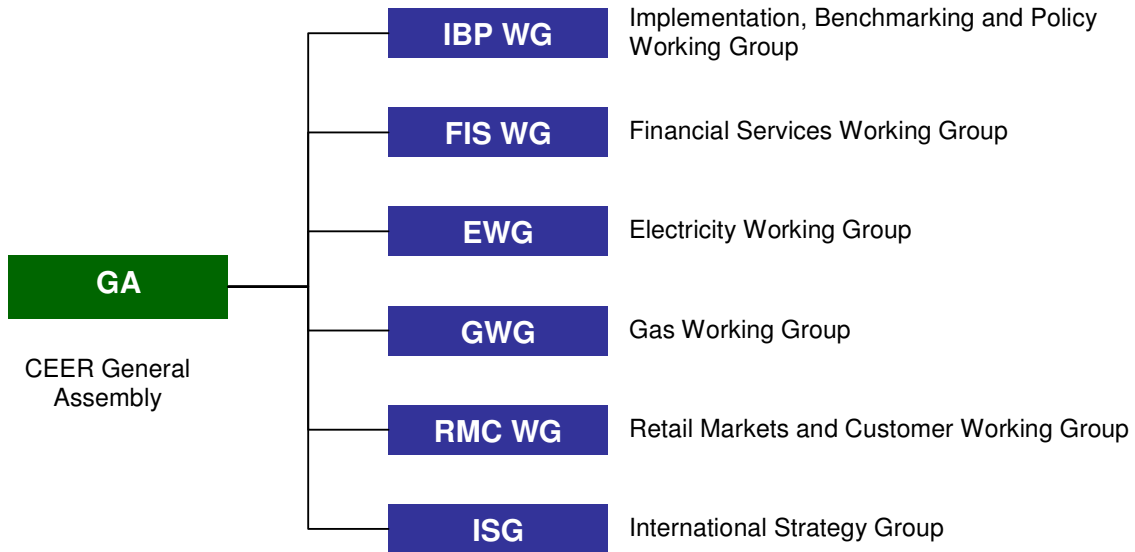 IBP WG
Implementation, Benchmarking and Policy
Working Group
FIS WG
Financial Services Working Group
EWG
Electricity Working Group
GA
CEER General
Assembly
GWG
Gas Working Group
RMC WG
Retail Markets and Customer Working Group
ISG
International Strategy Group